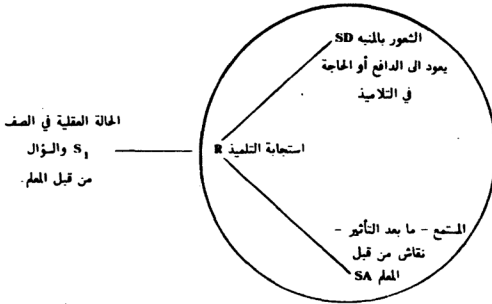 الشعور بالمنبه SD
يعود الى الدافع أو الحاجة
في التلاميذ
الحالة العقلية في الصف
S1 والسؤال
من قبل المعلم.
استجابة التلميذ R
المستمع - ما بعد التأثير -
نقاش من قبل
المعلم SA